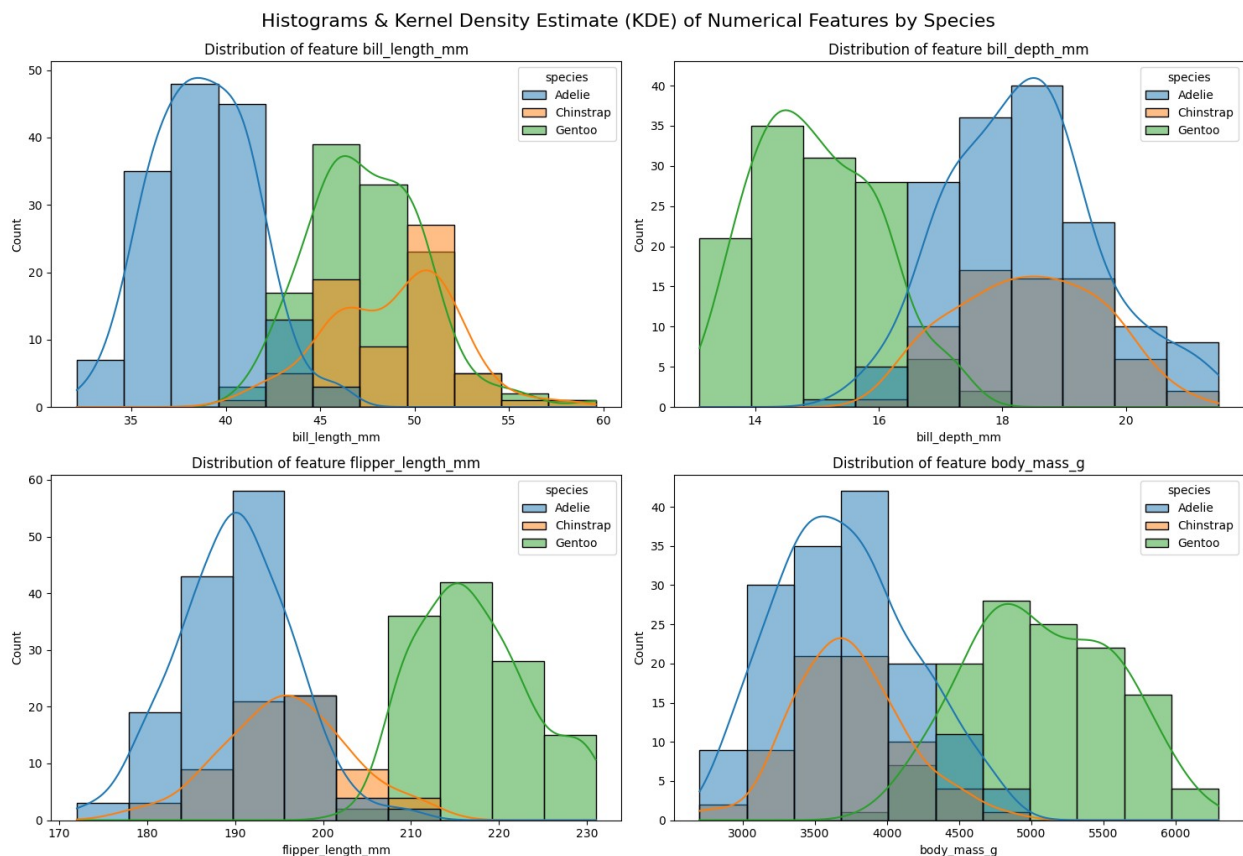 Histograms & Kernel Density Estimate (KDE) of Numerical Features by Species
Distribution of feature bill_length_mm
50
40
30
20
10
0
Count
35
40
45
50
55
60
bill_length_mm
species
Adelie
Chinstrap
Gentoo
Distribution of feature bill_depth_mm
40
35
30
25
20
15
10
5
0
Count
14
16
18
20
bill_depth_mm
species
Adelie
Chinstrap
Gentoo
Distribution of feature flipper_length_mm
60
50
40
30
20
10
0
Count
170
180
190
200
210
220
230
flipper_length_mm
species
Adelie
Chinstrap
Gentoo
Distribution of feature body_mass_g
40
35
30
25
20
15
10
5
0
Count
3000
3500
4000
4500
5000
5500
6000
body_mass_g
species
Adelie
Chinstrap
Gentoo